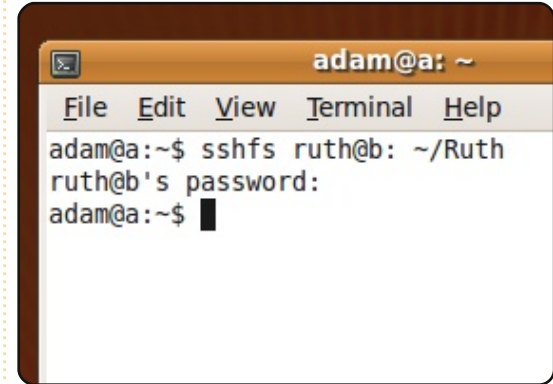 adam@a: ~
File Edit View Terminal Help
adam@a:~$ sshfs ruth@b: ~/Ruth
ruth@b's password:
adam@a:~$